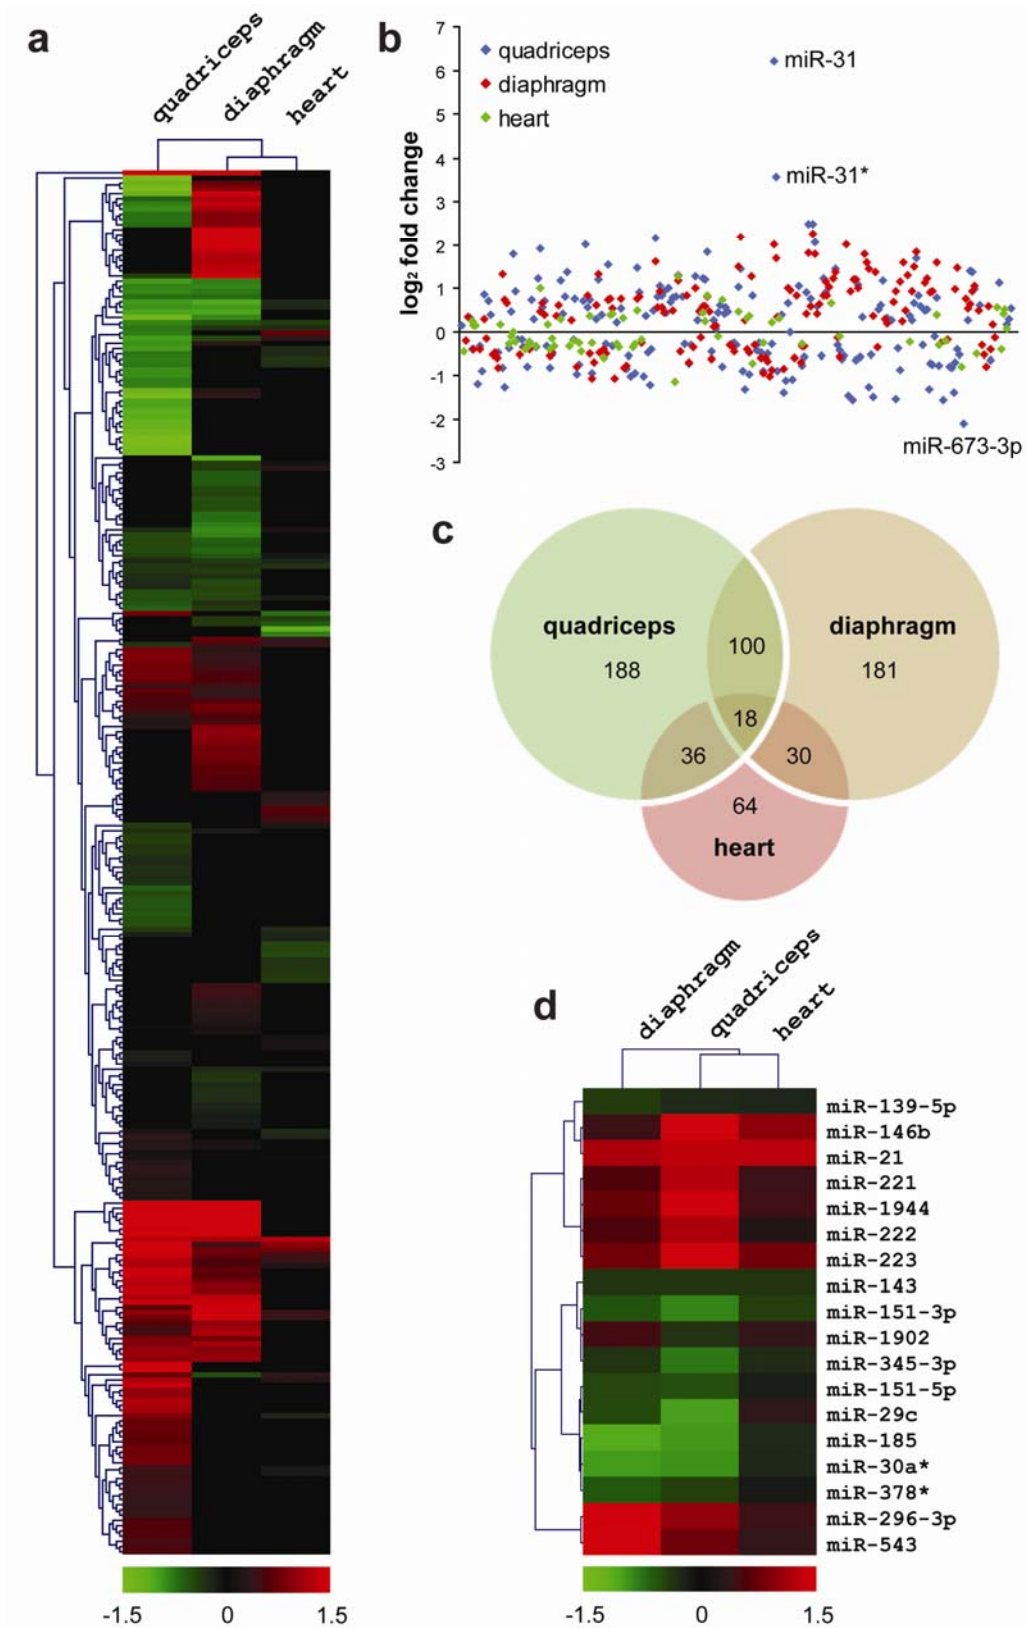 a
quadriceps
diaphragm
heart
-1.5 0 1.5
b
log2 fold change
7
6
5
4
3
2
1
0
-1
-2
-3
quadriceps
diaphragm
heart
miR-31
miR-31*
miR-673-3p
c
quadriceps
188
diaphragm
181
100
18
36
30
64
heart
d
diaphragm
quadriceps
heart
miR-139-5p
miR-146b
miR-21
miR-221
miR-1944
miR-222
miR-223
miR-143
miR-151-3p
miR-1902
miR-345-3p
miR-151-5p
miR-29c
miR-185
miR-30a*
miR-378*
miR-296-3p
miR-543
-1.5 0 1.5